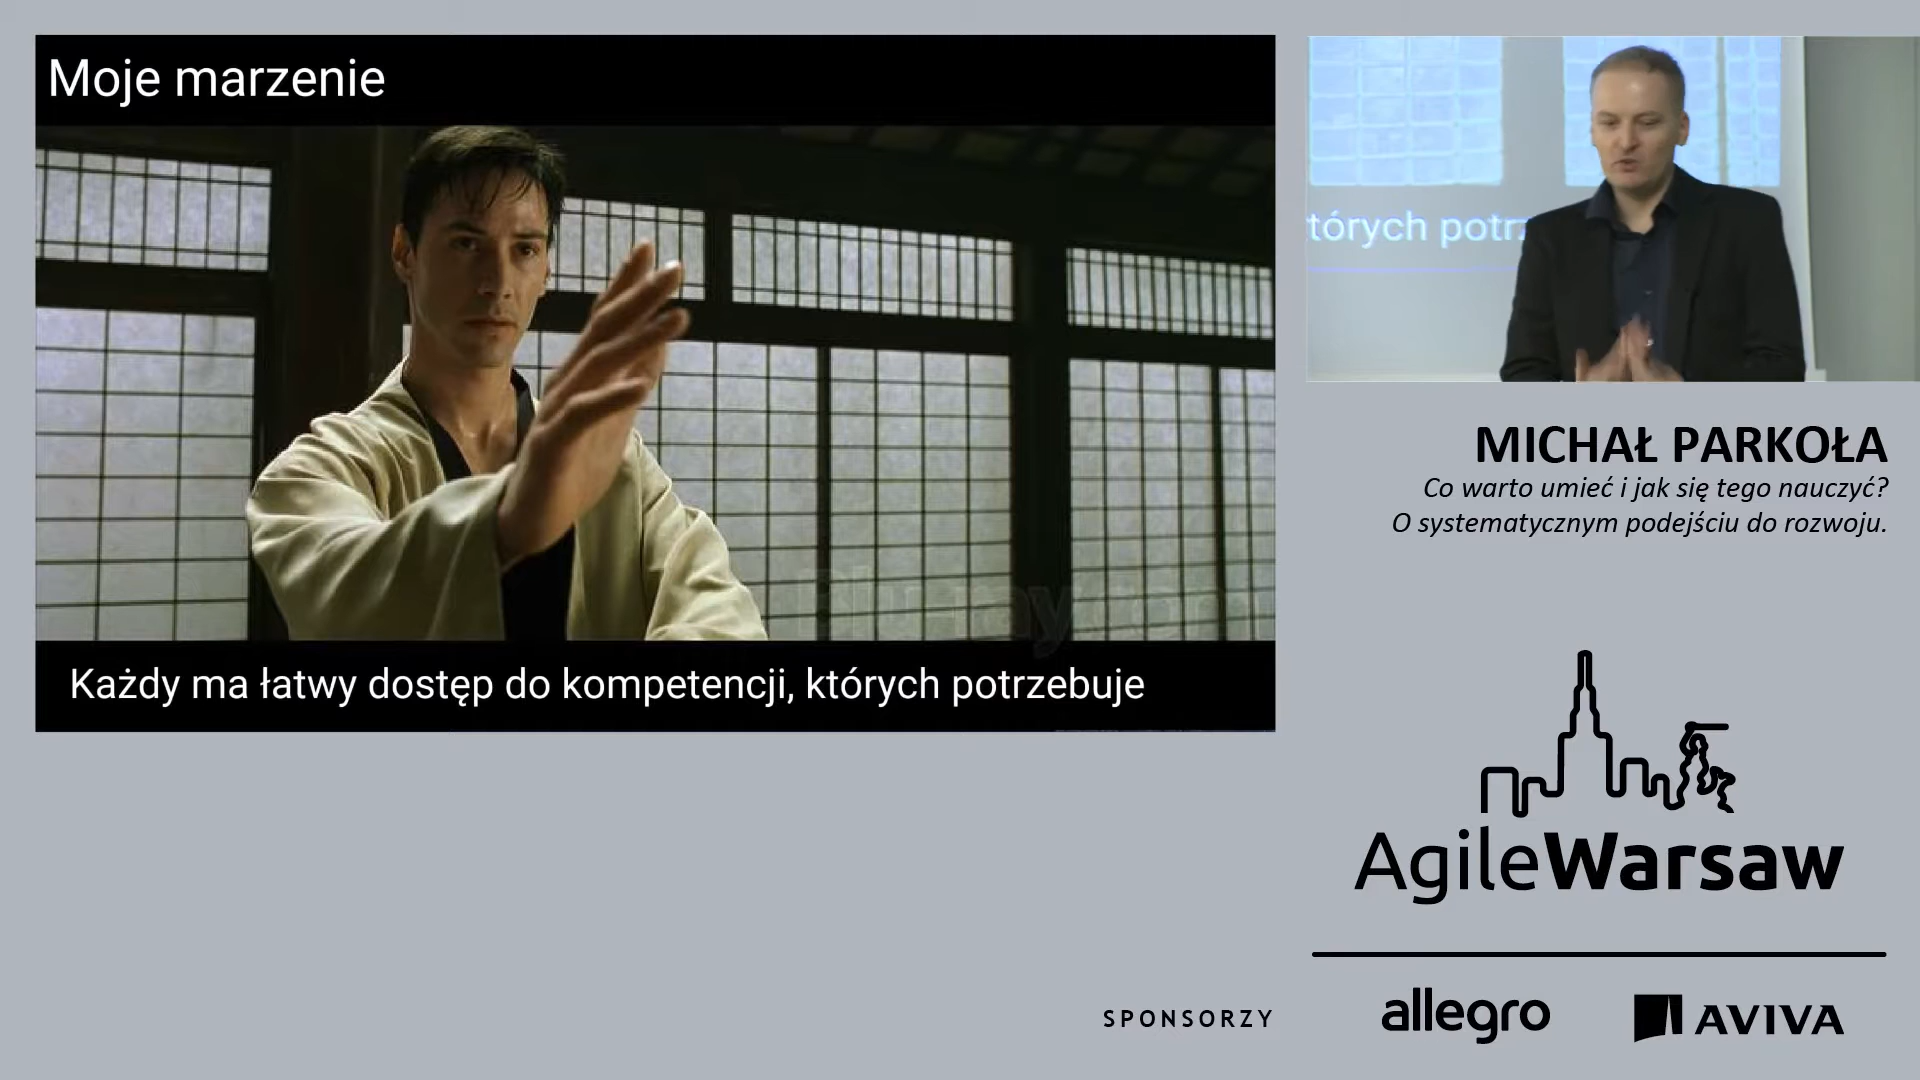 Moje marzenie
Każdy ma łatwy dostęp do kompetencji, których potrzebuje
tórych potrz
MICHAŁ PARKOŁA
Co warto umieć i jak się tego nauczyć?
O systematycznym podejściu do rozwoju.
AgileWarsaw
SPONSORZY
allegro
AVIVA